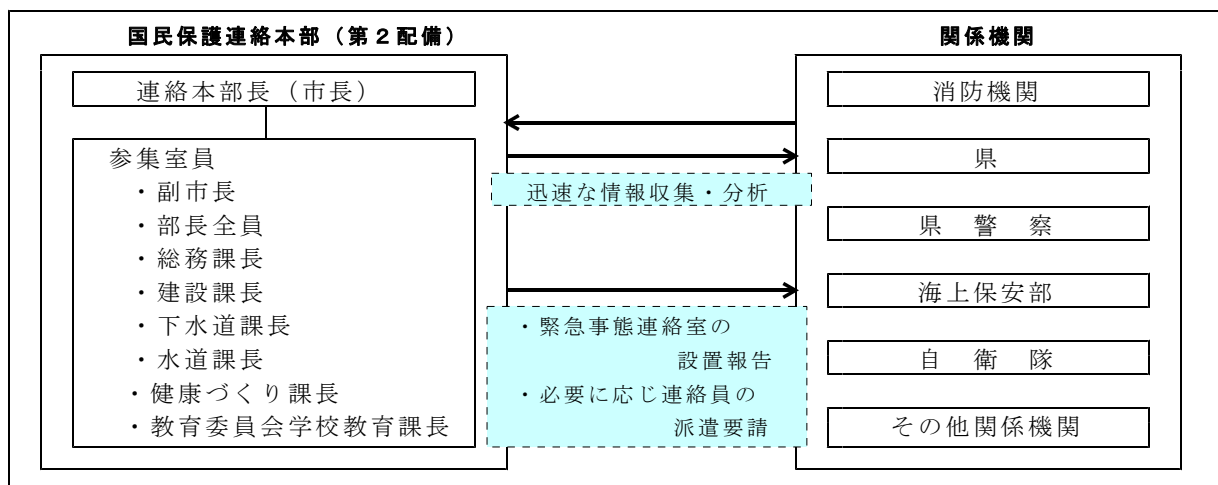 国民保護連絡本部（第２配備）
連絡本部長（市長）
参集室員
・副市長
・部長全員
・総務課長
・建設課長
・下水道課長
・水道課長
・健康づくり課長
・教育委員会学校教育課長
迅速な情報収集・分析
・緊急事態連絡室の
設置報告
・必要に応じ連絡員の
派遣要請
関係機関
消防機関
県
県　警　察
海上保安部
自　衛　隊
その他関係機関